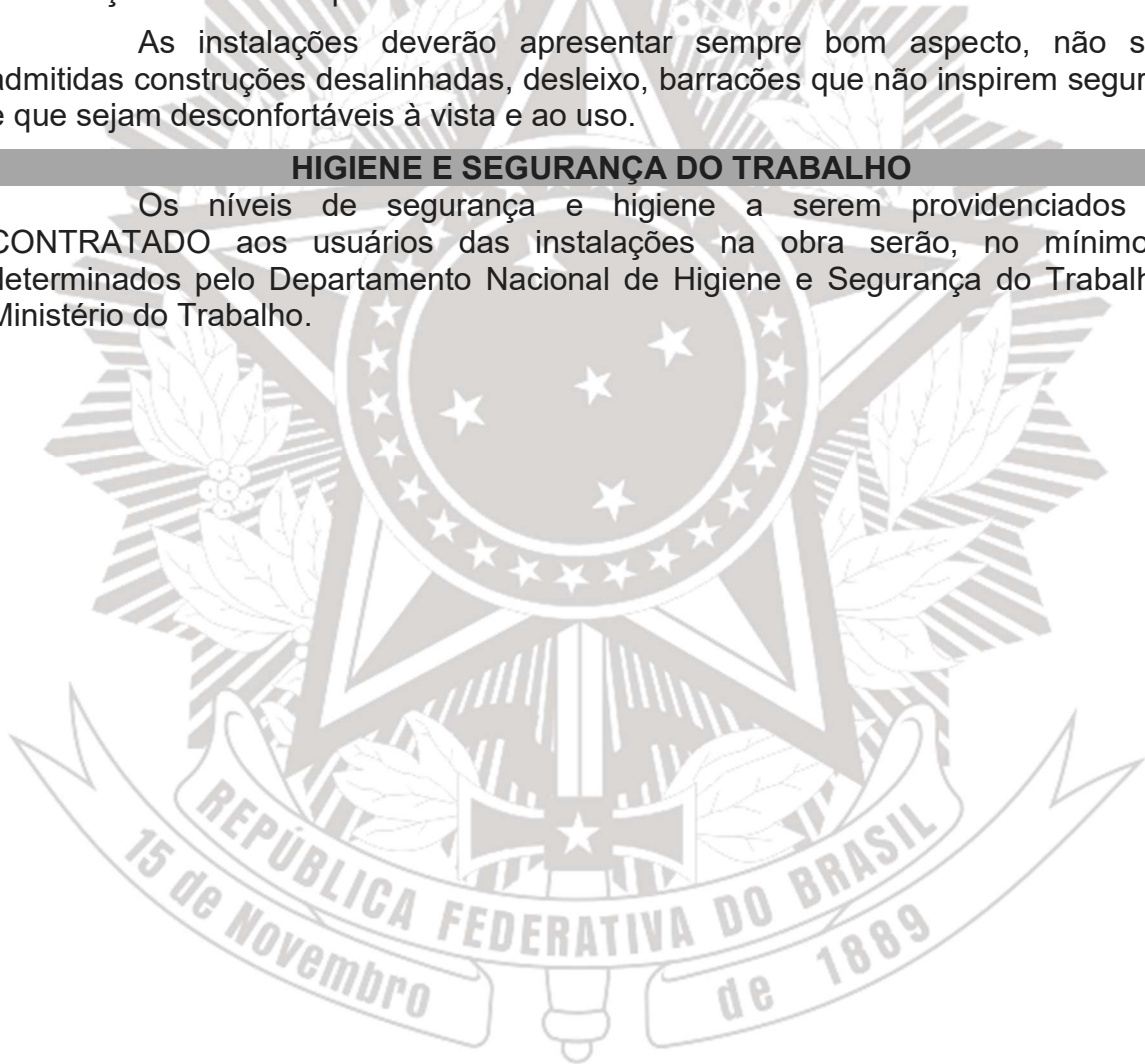 As instalações deverão apresentar sempre bom aspecto, não
admitidas construções desalinhadas, desleixo, barracões que não inspirem
e que sejam desconfortáveis à vista e ao uso.
HIGIENE E SEGURANÇA DO TRABALHO
Os níveis de segurança e higiene a serem providenciados
CONTRATADO aos usuários das instalações na obra serão, no mínimo
determinados pelo Departamento Nacional de Higiene e Segurança do
Ministério do Trabalho.
REPÚBLICA FEDERATIVA DO BRASIL
15 de Novembro de 1889